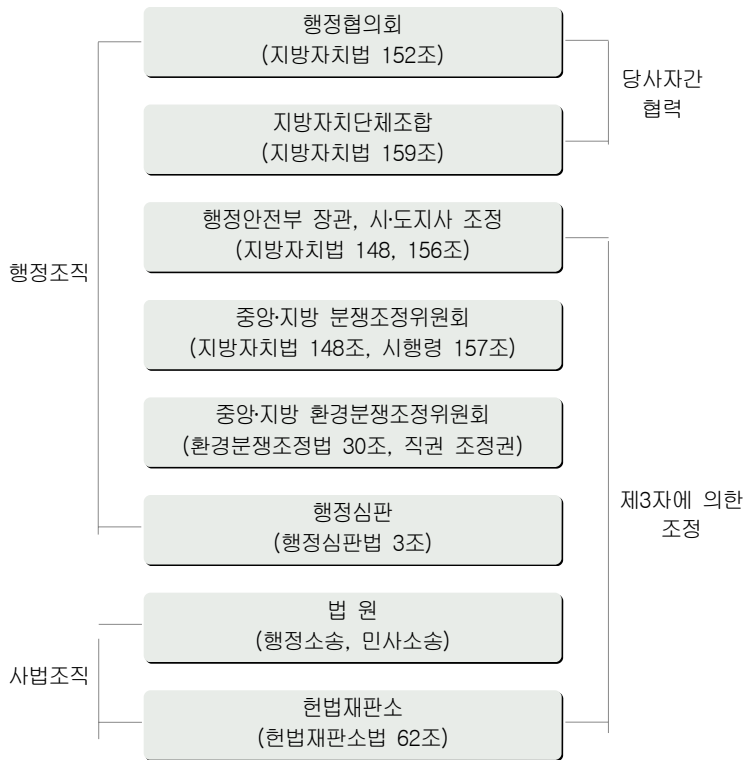 행정협의회
(지방자치법 152조)
당사자간
협력
지방자치단체조합
(지방자치법 159조)
행정안전부 장관, 시·도지사 조정
(지방자치법 148, 156조)
행정조직
중앙·지방 분쟁조정위원회
(지방자치법 148조, 시행령 157조)
중앙·지방 환경분쟁조정위원회
(환경분쟁조정법 30조, 직권 조정권)
제3자에 의한
조정
행정심판
(행정심판법 3조)
법 원
(행정소송, 민사소송)
사법조직
헌법재판소
(헌법재판소법 62조)